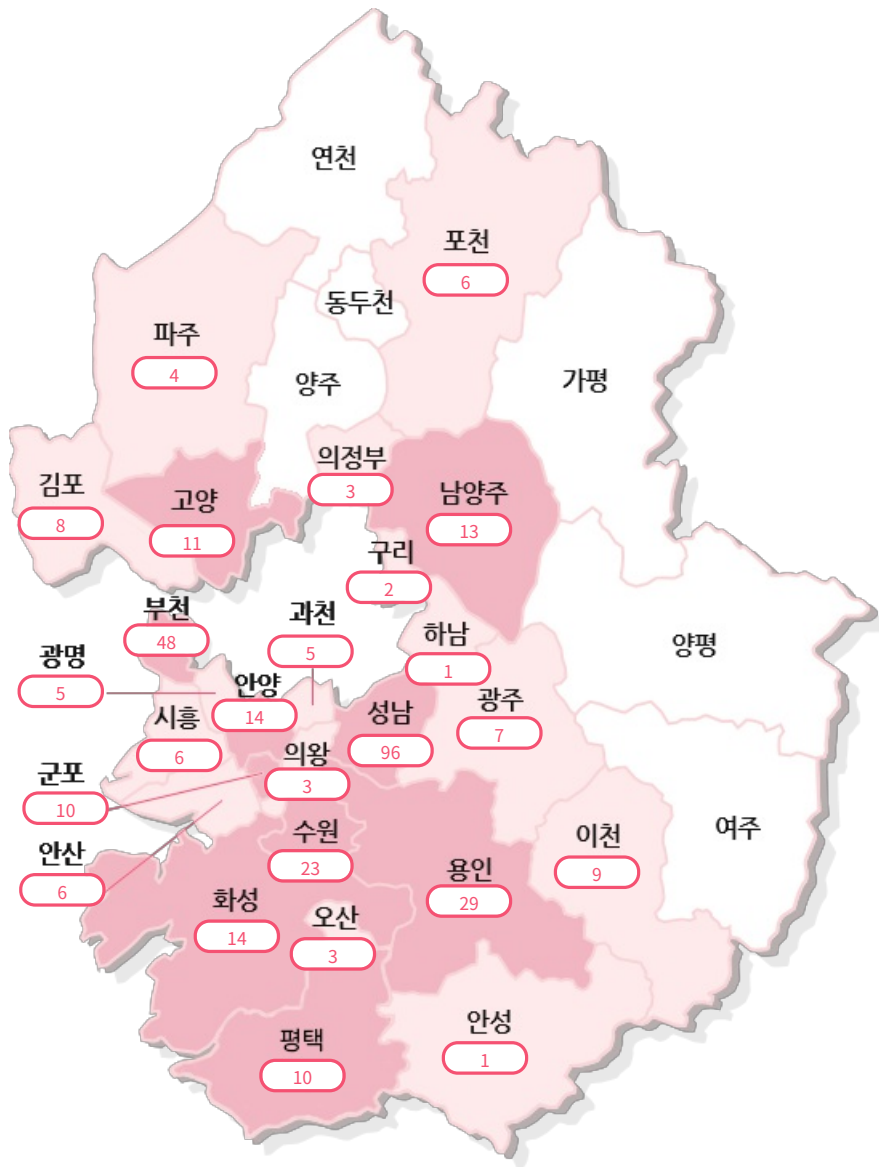 연천
포천
6
동두천
파주
4
양주
가평
의정부
3
김포
8
고양
11
남양주
13
구리
2
부천
48
과천
5
하남
1
양평
광명
5
안양
14
시흥
6
성남
96
광주
7
의왕
3
군포
10
수원
23
이천
9
여주
안산
6
용인
29
화성
14
오산
3
안성
1
평택
10